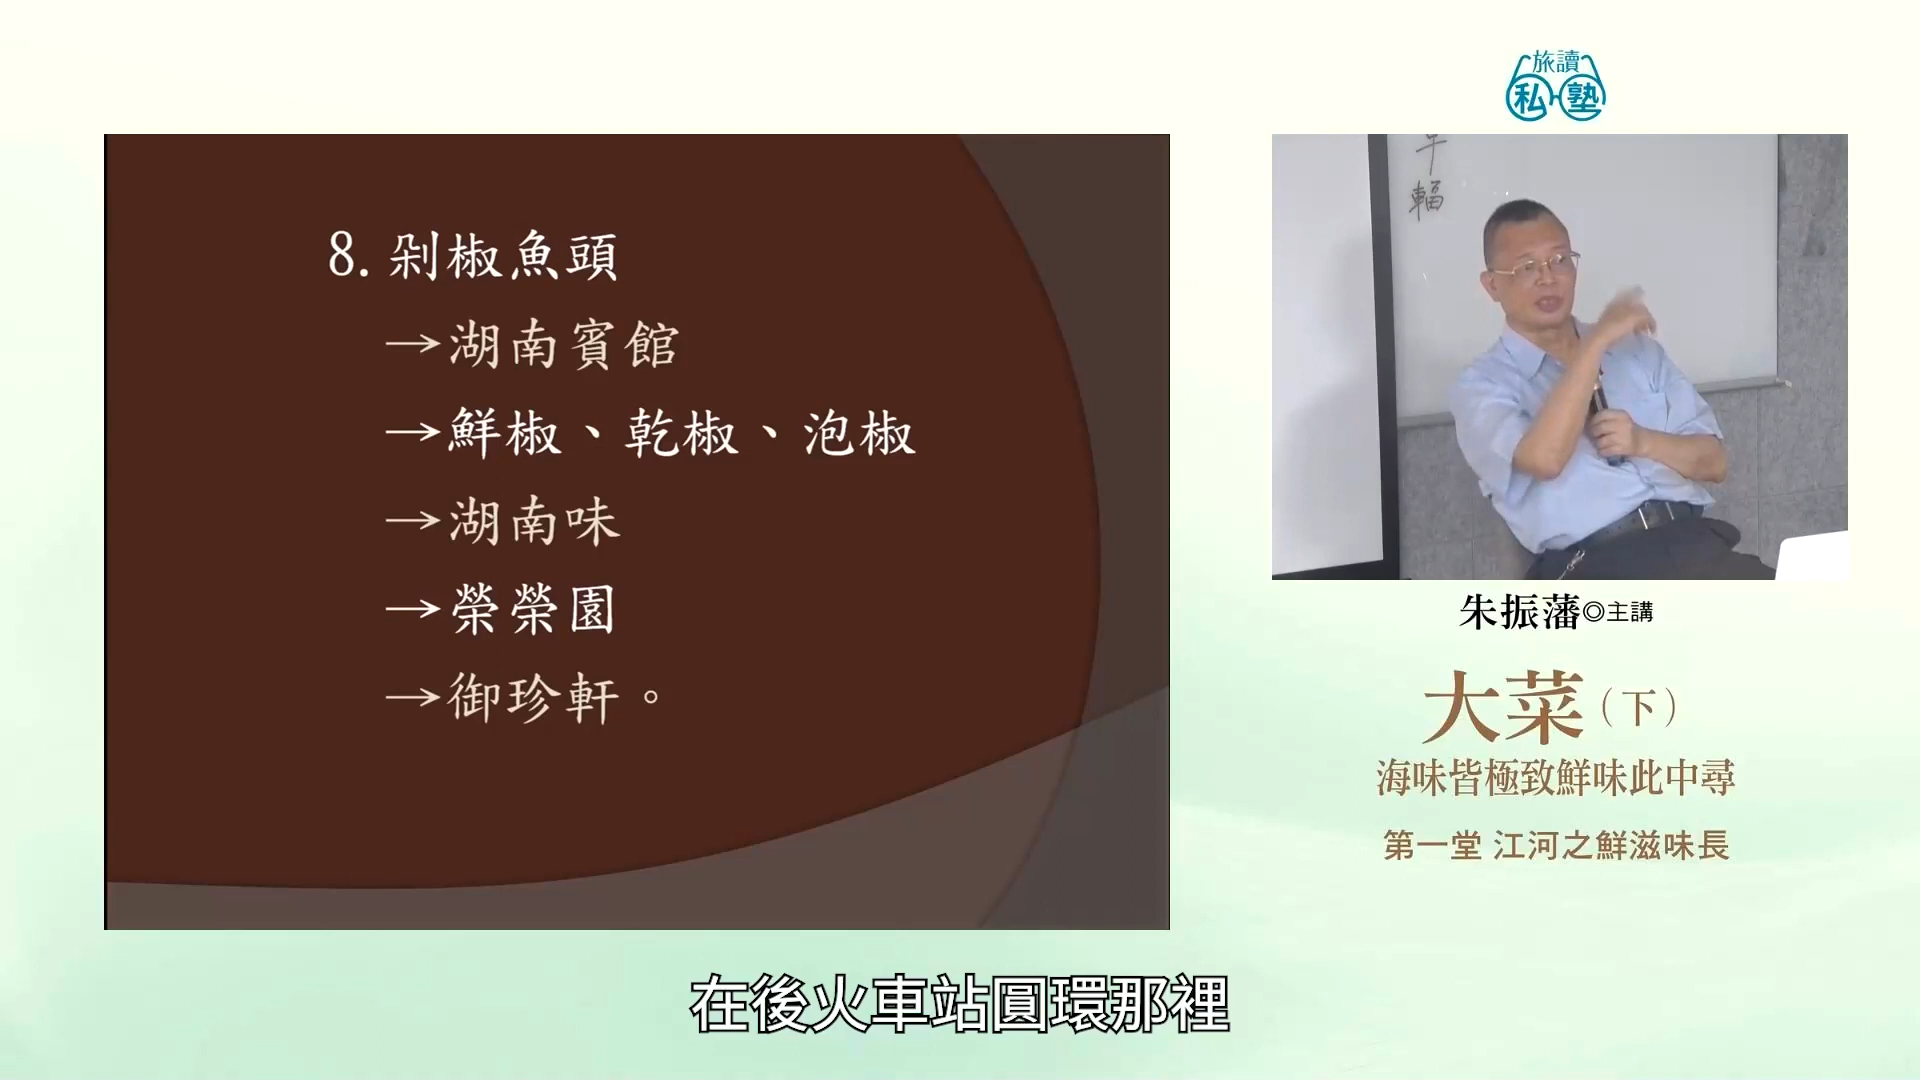 旅讀
私塾
8. 剁椒魚頭
→湖南賓館
→鮮椒、乾椒、泡椒
→湖南味
→榮榮園
→御珍軒。
輻
朱振藩◎主講
大菜（下）
海味皆極致鮮味此中尋
第一堂 江河之鮮滋味長
在後火車站圓環那裡